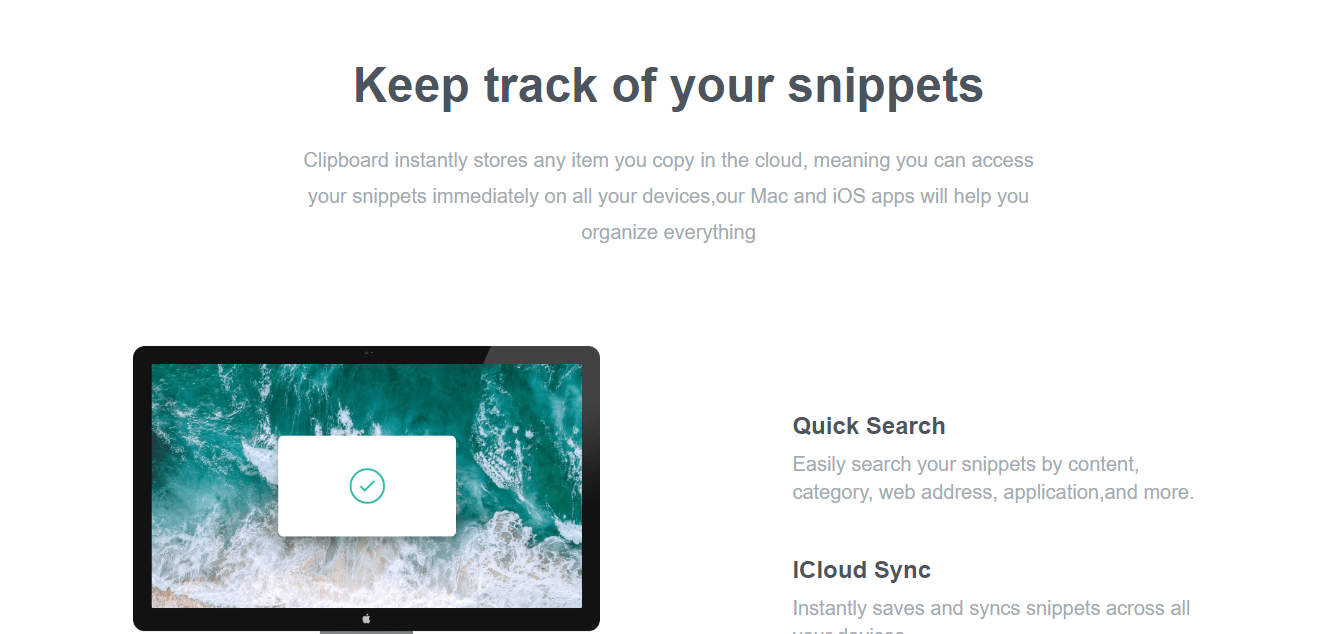 Keep track of your snippets
Clipboard instantly stores any item you copy in the cloud, meaning you can access
your snippets immediately on all your devices,our Mac and iOS apps will help you
organize everything
Quick Search
Easily search your snippets by content,
category, web address, application,and more.
ICloud Sync
Instantly saves and syncs snippets across all
your devices